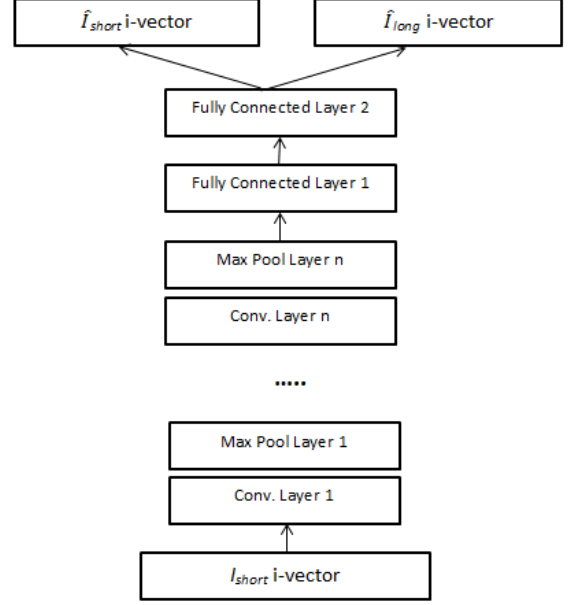 Î_short i-vector
Î_long i-vector
Fully Connected Layer 2
Fully Connected Layer 1
Max Pool Layer n
Conv. Layer n
.....
Max Pool Layer 1
Conv. Layer 1
I_short i-vector